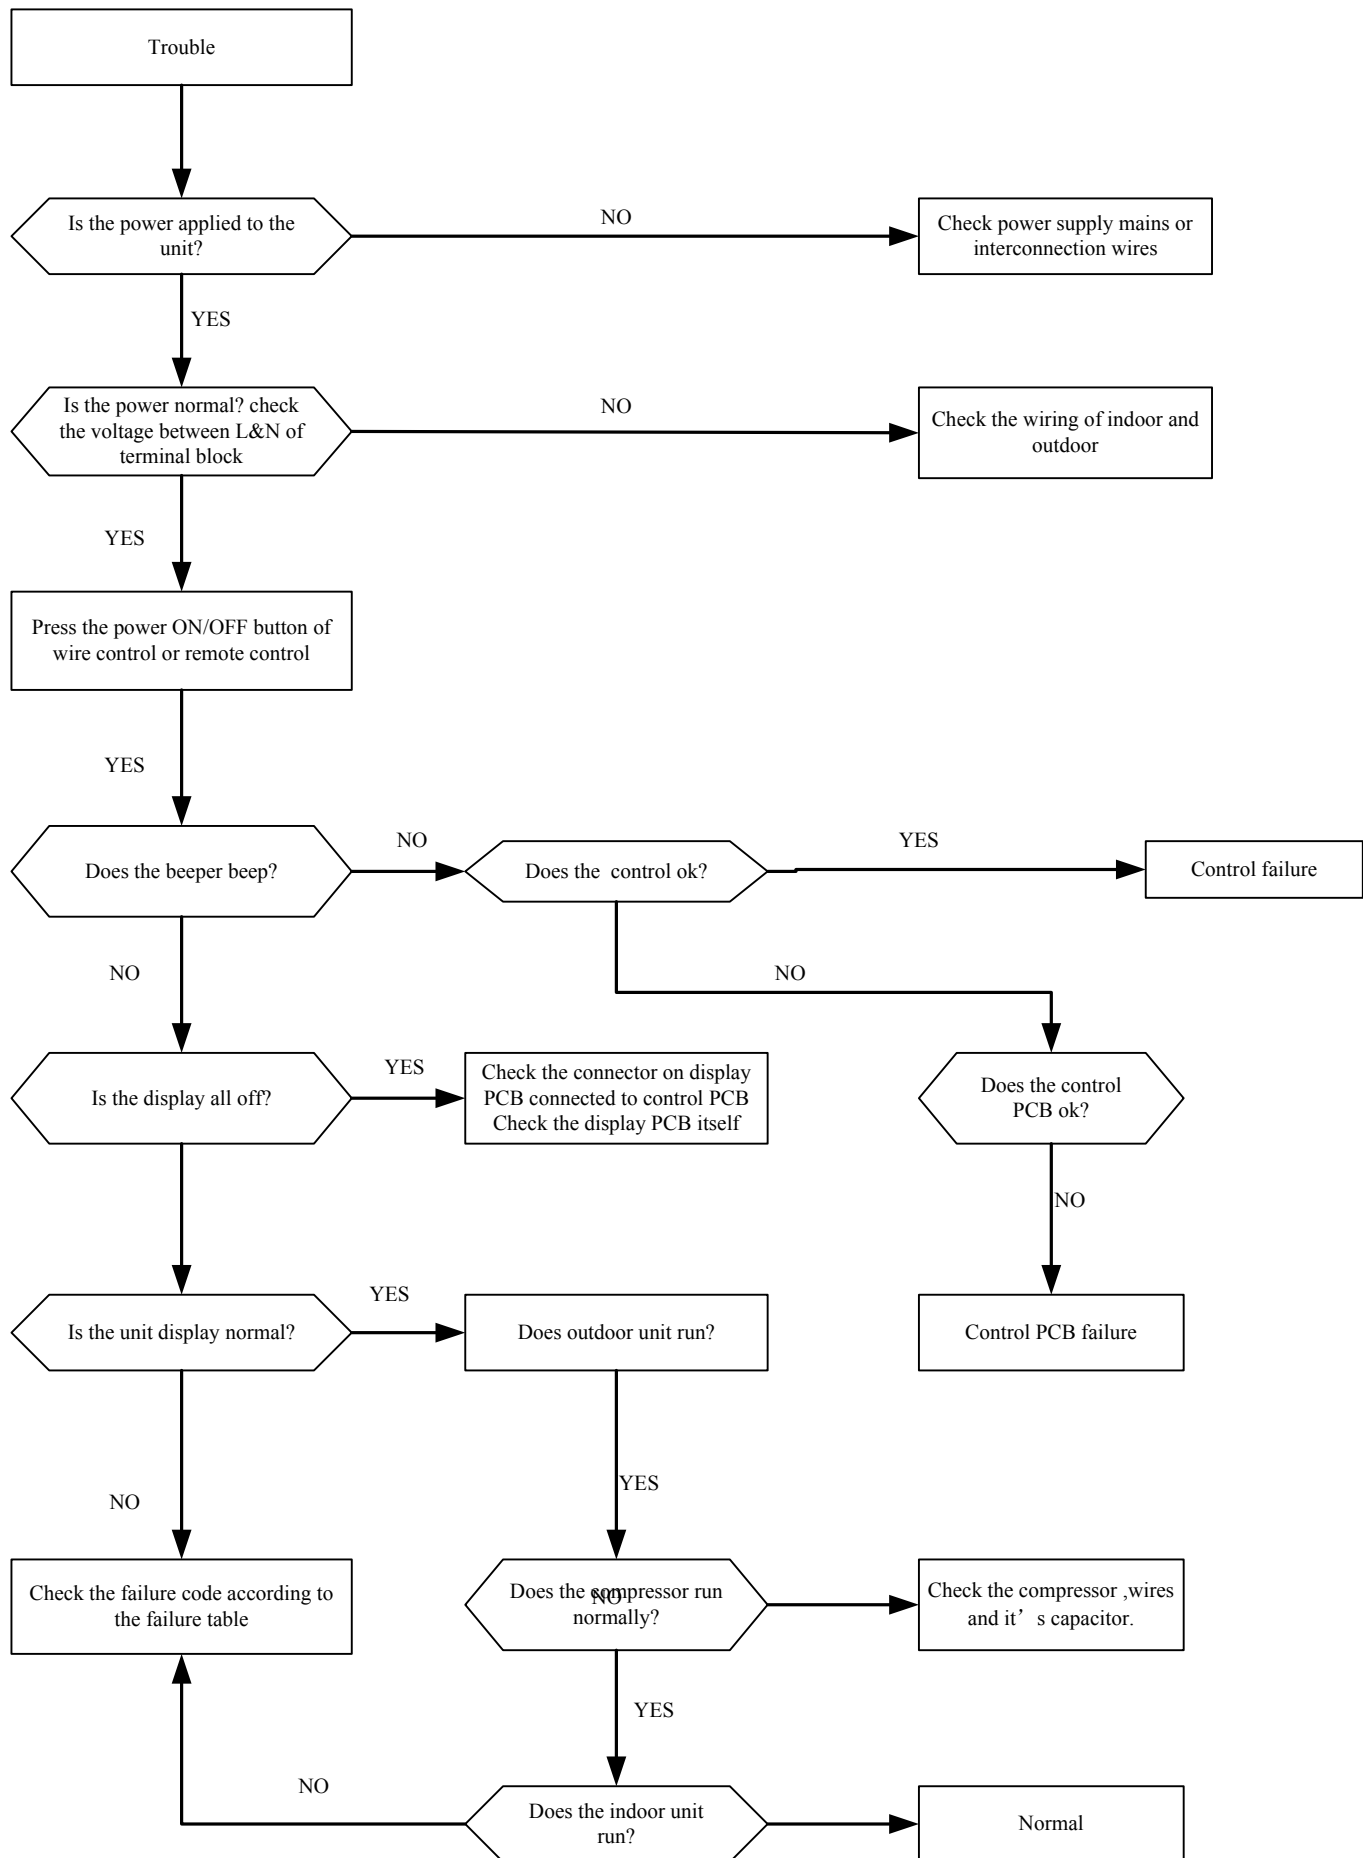 Trouble
Is the power applied to the
unit?
NO
Check power supply mains or
interconnection wires
YES
Is the power normal? check
the voltage between L&N of
terminal block
NO
Check the wiring of indoor and
outdoor
YES
Press the power ON/OFF button of
wire control or remote control
YES
Does the beeper beep?
NO
Does the control ok?
YES
Control failure
NO
NO
Is the display all off?
YES
Check the connector on display
PCB connected to control PCB
Check the display PCB itself
Does the control
PCB ok?
NO
Is the unit display normal?
YES
Does outdoor unit run?
Control PCB failure
YES
NO
Check the failure code according to
the failure table
Does the compressor run
normally?
NO
Check the compressor ,wires
and it’s capacitor.
YES
NO
Does the indoor unit
run?
Normal